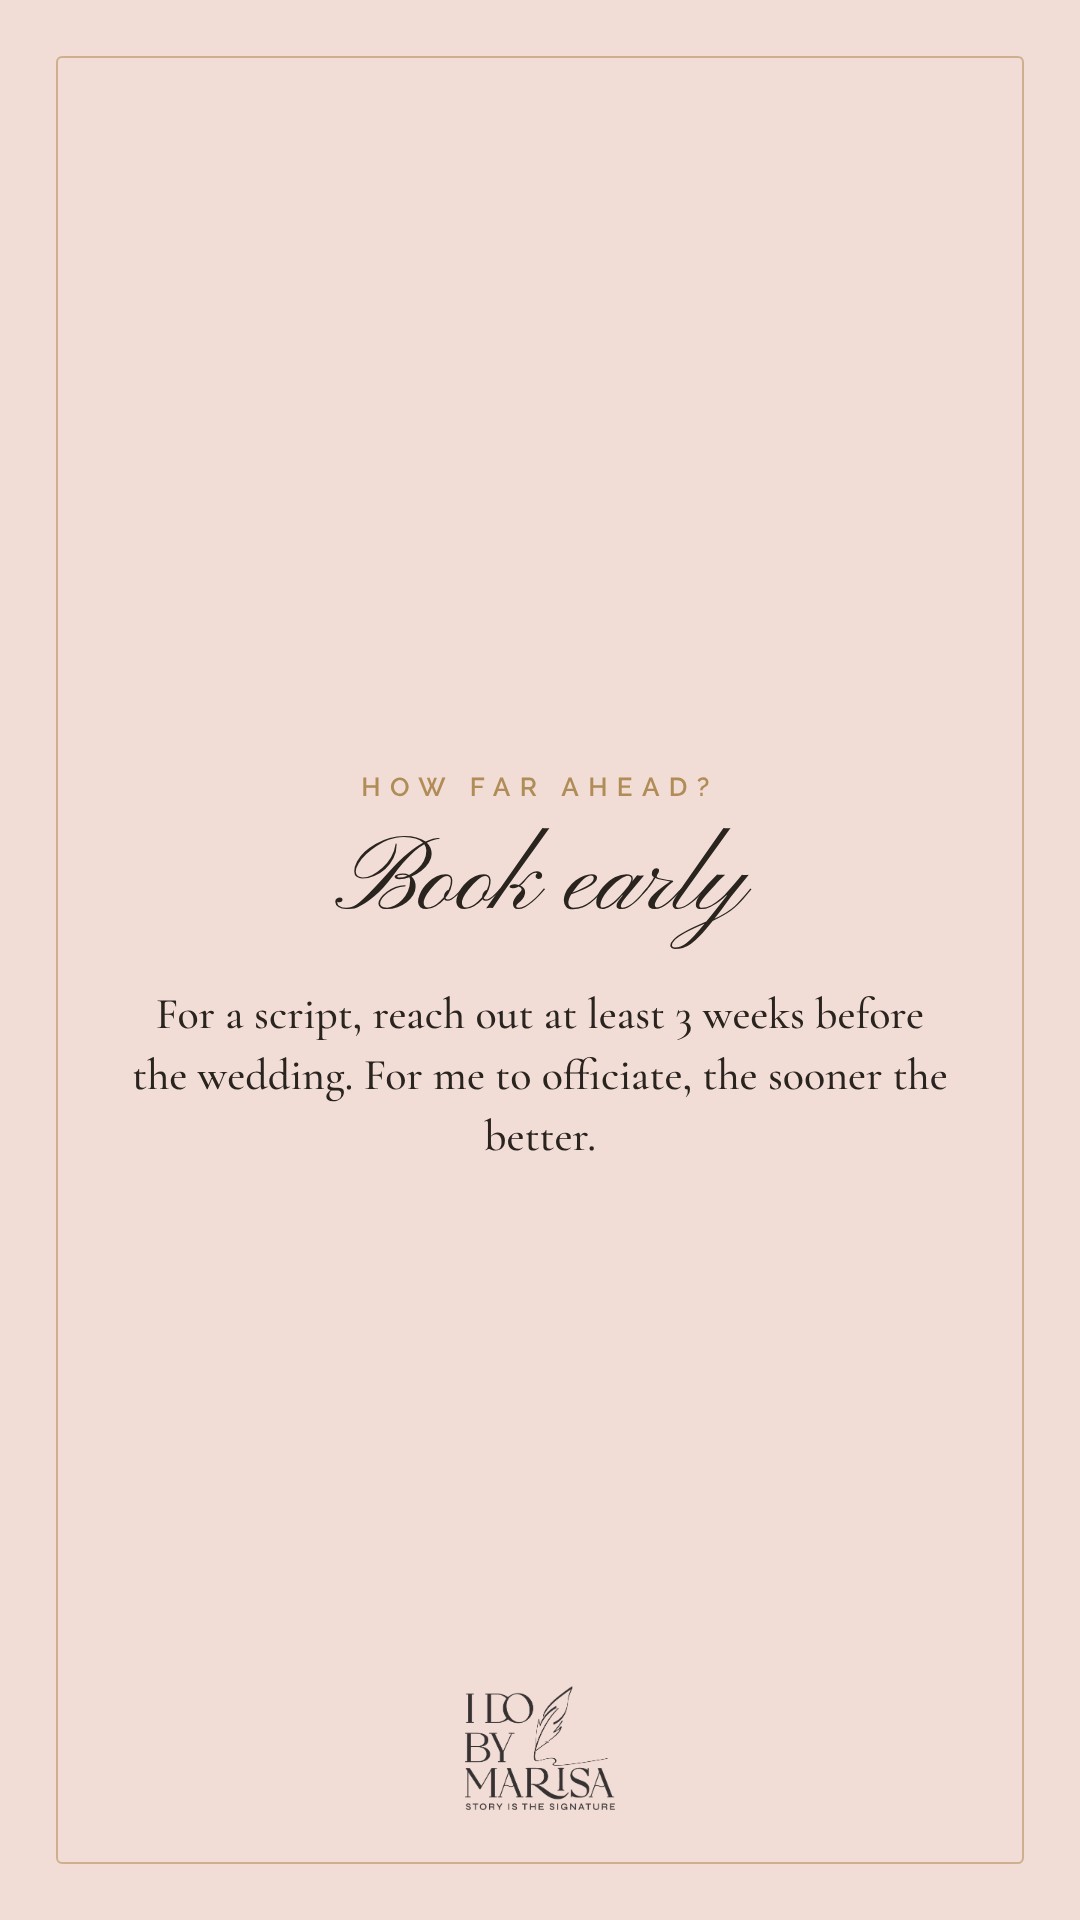 HOW FAR AHEAD?
Book early
For a script, reach out at least 3 weeks before
the wedding. For me to officiate, the sooner the
better.
I DO
BY
MARISA
STORY IS THE SIGNATURE